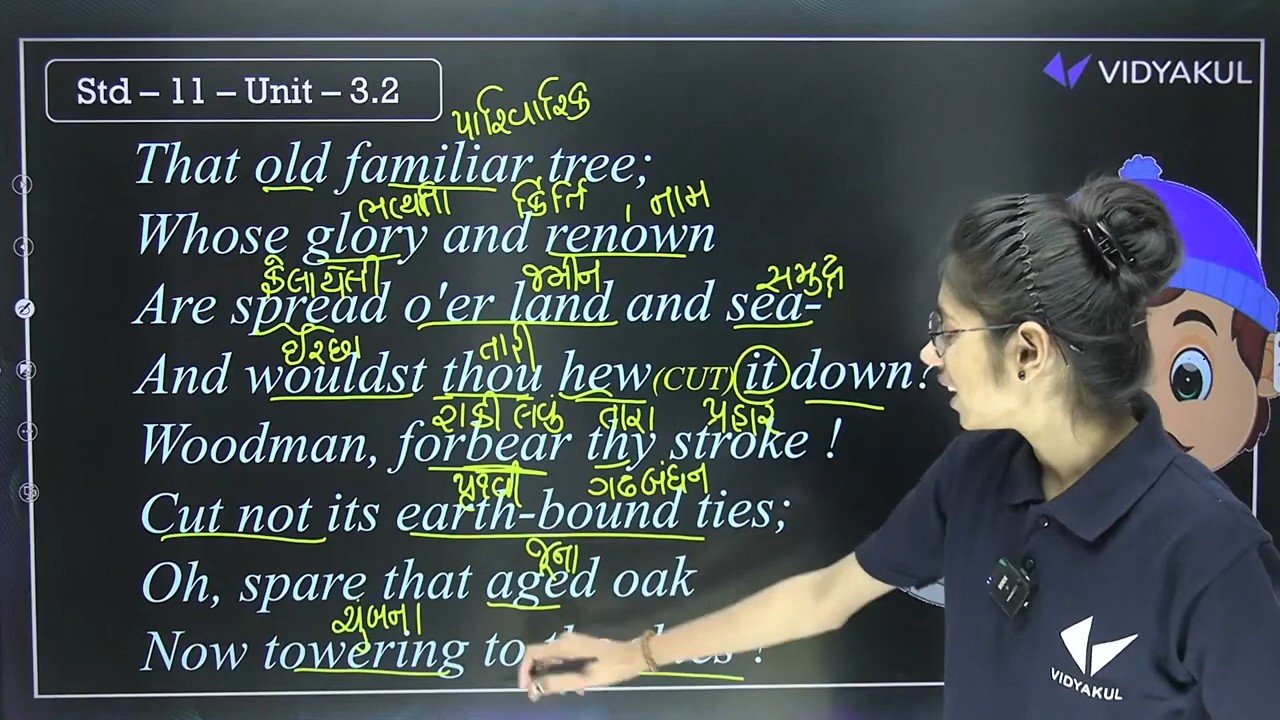 Std – 11 – Unit – 3.2
VIDYAKUL
પારિવારિક
That old familiar tree;
ભવ્યતા કિર્તિ , નામ
Whose glory and renown
ફેલાયેલી જમીન સમુદ્ર
Are spread o'er land and sea-
ઈચ્છા તારી
And wouldst thou hew (CUT) it down?
રોકી લેવું તારા પ્રહાર
Woodman, forbear thy stroke !
પૃથ્વી ગઢબંધન
Cut not its earth-bound ties;
જૂના
Oh, spare that aged oak
ચુંબના
Now towering to
VIDYAKUL